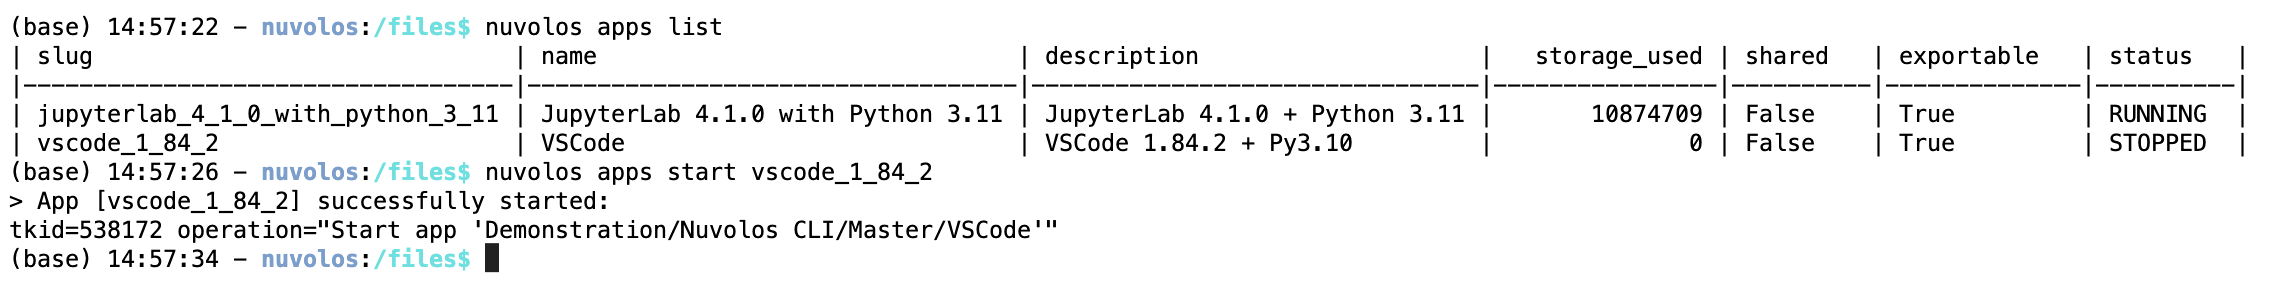 (base) 14:57:22 - nuvolos:/files$ nuvolos apps list
| slug                              | name                              | description                    |   storage_used | shared   | exportable   | status   |
|-----------------------------------|-----------------------------------|--------------------------------|----------------|----------|--------------|----------|
| jupyterlab_4_1_0_with_python_3_11 | JupyterLab 4.1.0 with Python 3.11 | JupyterLab 4.1.0 + Python 3.11 |       10874709 | False    | True         | RUNNING  |
| vscode_1_84_2                     | VSCode                            | VSCode 1.84.2 + Py3.10         |              0 | False    | True         | STOPPED  |
(base) 14:57:26 - nuvolos:/files$ nuvolos apps start vscode_1_84_2
> App [vscode_1_84_2] successfully started:
tkid=538172 operation="Start app 'Demonstration/Nuvolos CLI/Master/VSCode'"
(base) 14:57:34 - nuvolos:/files$